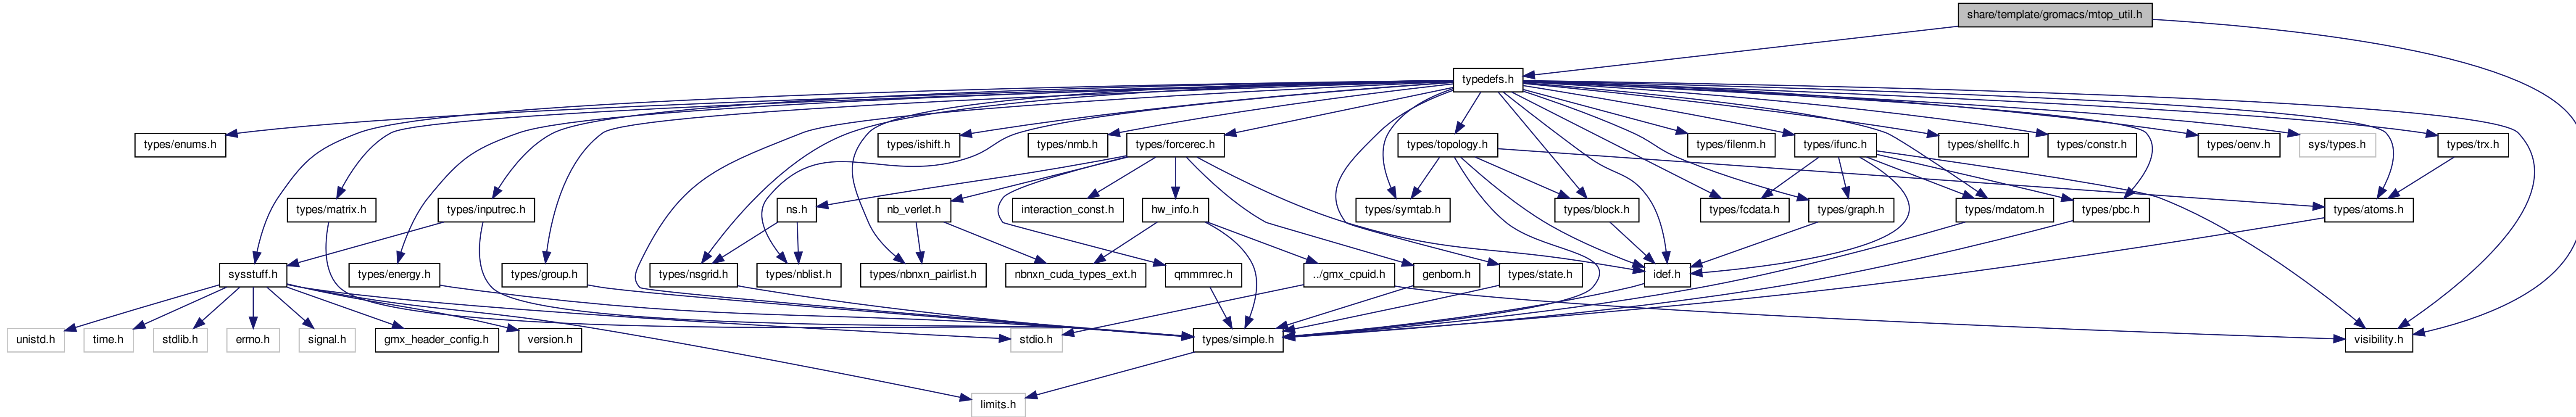 share/template/gromacs/mtop_util.h
typedefs.h
types/enums.h
types/ishift.h
types/nrnb.h
types/forcerec.h
types/topology.h
types/filenm.h
types/ifunc.h
types/shellfc.h
types/constr.h
types/oenv.h
sys/types.h
types/trx.h
types/matrix.h
types/inputrec.h
ns.h
nb_verlet.h
interaction_const.h
hw_info.h
types/symtab.h
types/block.h
types/fcdata.h
types/graph.h
types/mdatom.h
types/pbc.h
types/atoms.h
sysstuff.h
types/energy.h
types/group.h
types/nsgrid.h
types/nblist.h
types/nbnxn_pairlist.h
nbnxn_cuda_types_ext.h
qmmmrec.h
../gmx_cpuid.h
genborn.h
types/state.h
idef.h
unistd.h
time.h
stdlib.h
errno.h
signal.h
gmx_header_config.h
version.h
stdio.h
types/simple.h
visibility.h
limits.h